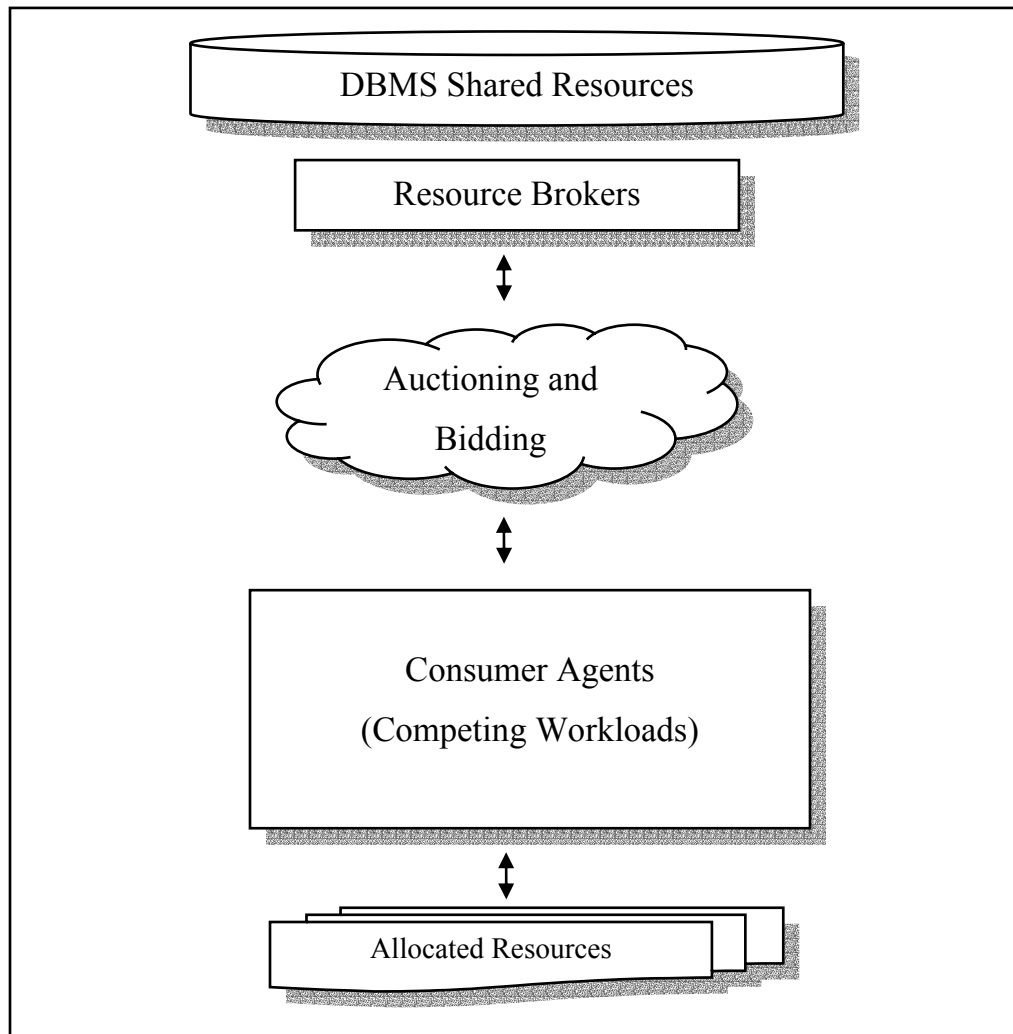 DBMS Shared Resources
Resource Brokers
Auctioning and
Bidding
Consumer Agents
(Competing Workloads)
Allocated Resources